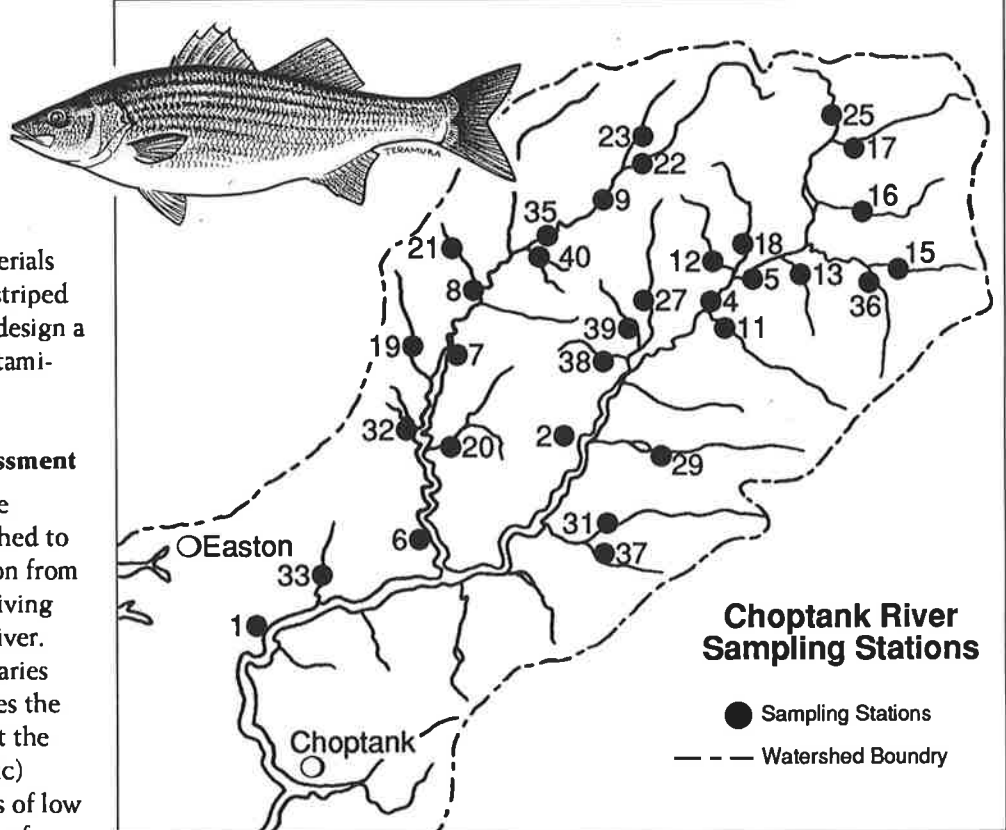 erials
striped
design a
tami-
ssment
e
hed to
on from
iving
iver.
aries
es the
t the
ic)
s of low
TERAMURA
25
23
17
22
9
16
35
21
40
18
15
12
5
13
36
8
27
4
39
11
19
7
38
32
20
2
29
31
6
37
Easton
33
1
Choptank River
Sampling Stations
Sampling Stations
Watershed Boundry
Choptank